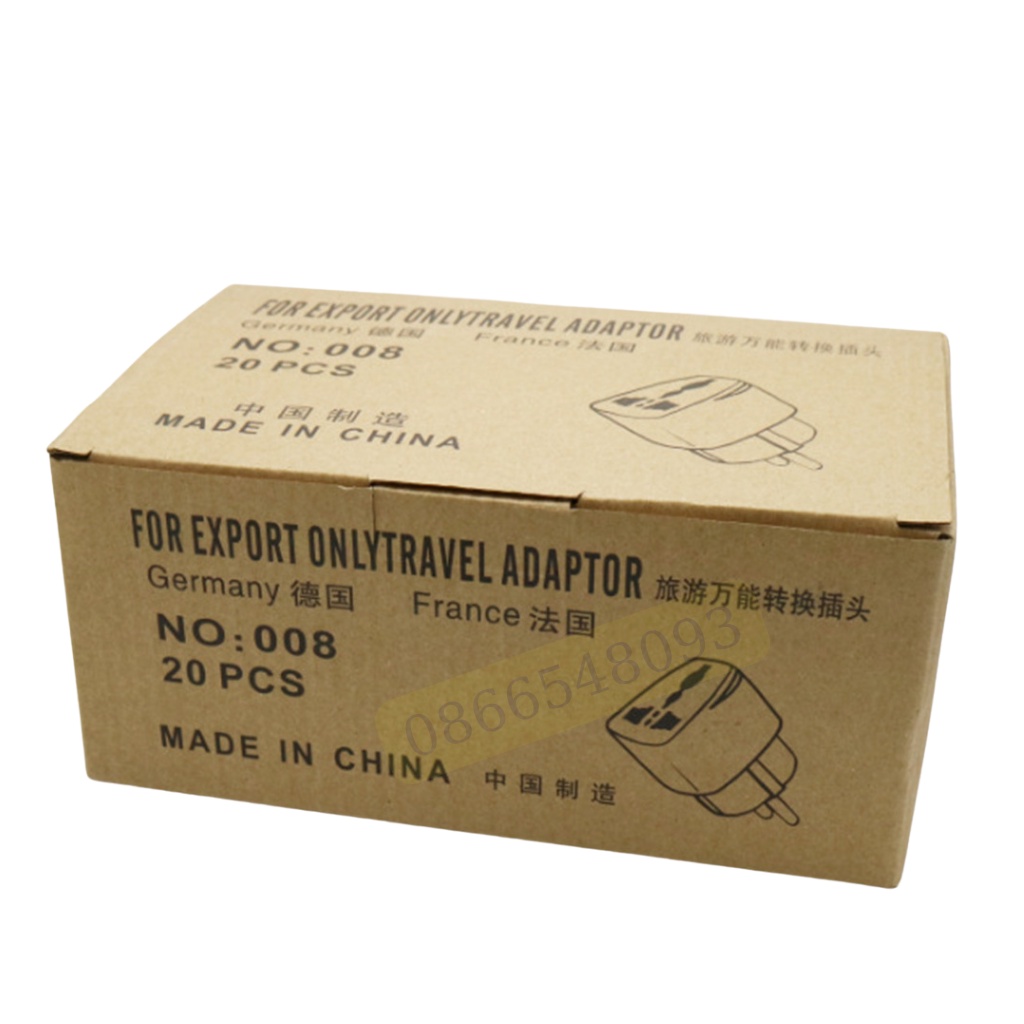 FOR EXPORT ONLYTRAVEL ADAPTOR 旅游万能转换插头
Germany 德国 France 法国
NO: 008
20 PCS
中国制造
MADE IN CHINA
FOR EXPORT ONLYTRAVEL ADAPTOR 旅游万能转换插头
Germany 德国 France 法国
NO: 008
20 PCS
MADE IN CHINA 中国制造
0866548093